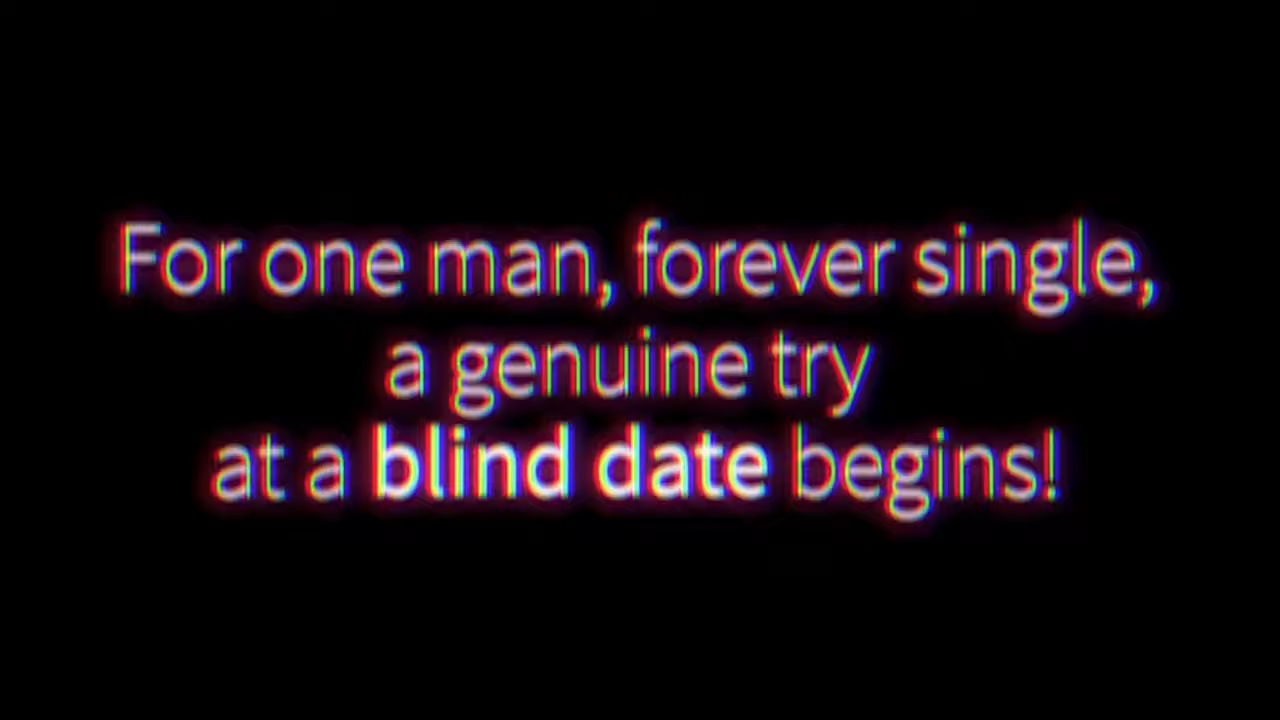 For one man, forever single,
a genuine try
at a blind date begins!